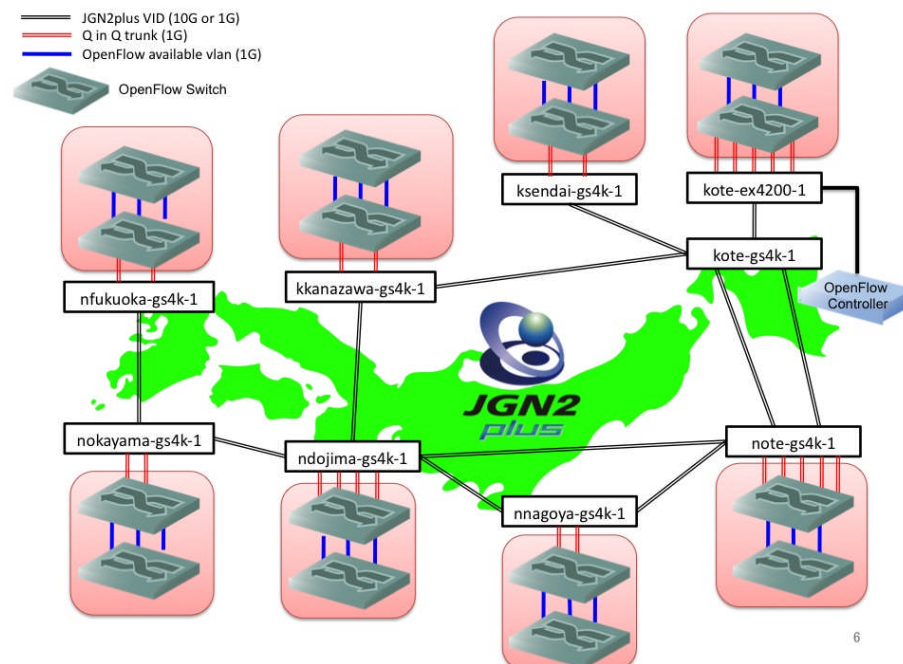 JGN2plus VID (10G or 1G)
Q in Q trunk (1G)
OpenFlow available vlan (1G)
OpenFlow Switch
ksendai-gs4k-1
kote-ex4200-1
kote-gs4k-1
nfukuoka-gs4k-1
kkanazawa-gs4k-1
OpenFlow
Controller
JGN2
plus
nokayama-gs4k-1
ndojima-gs4k-1
note-gs4k-1
nnagoya-gs4k-1
6